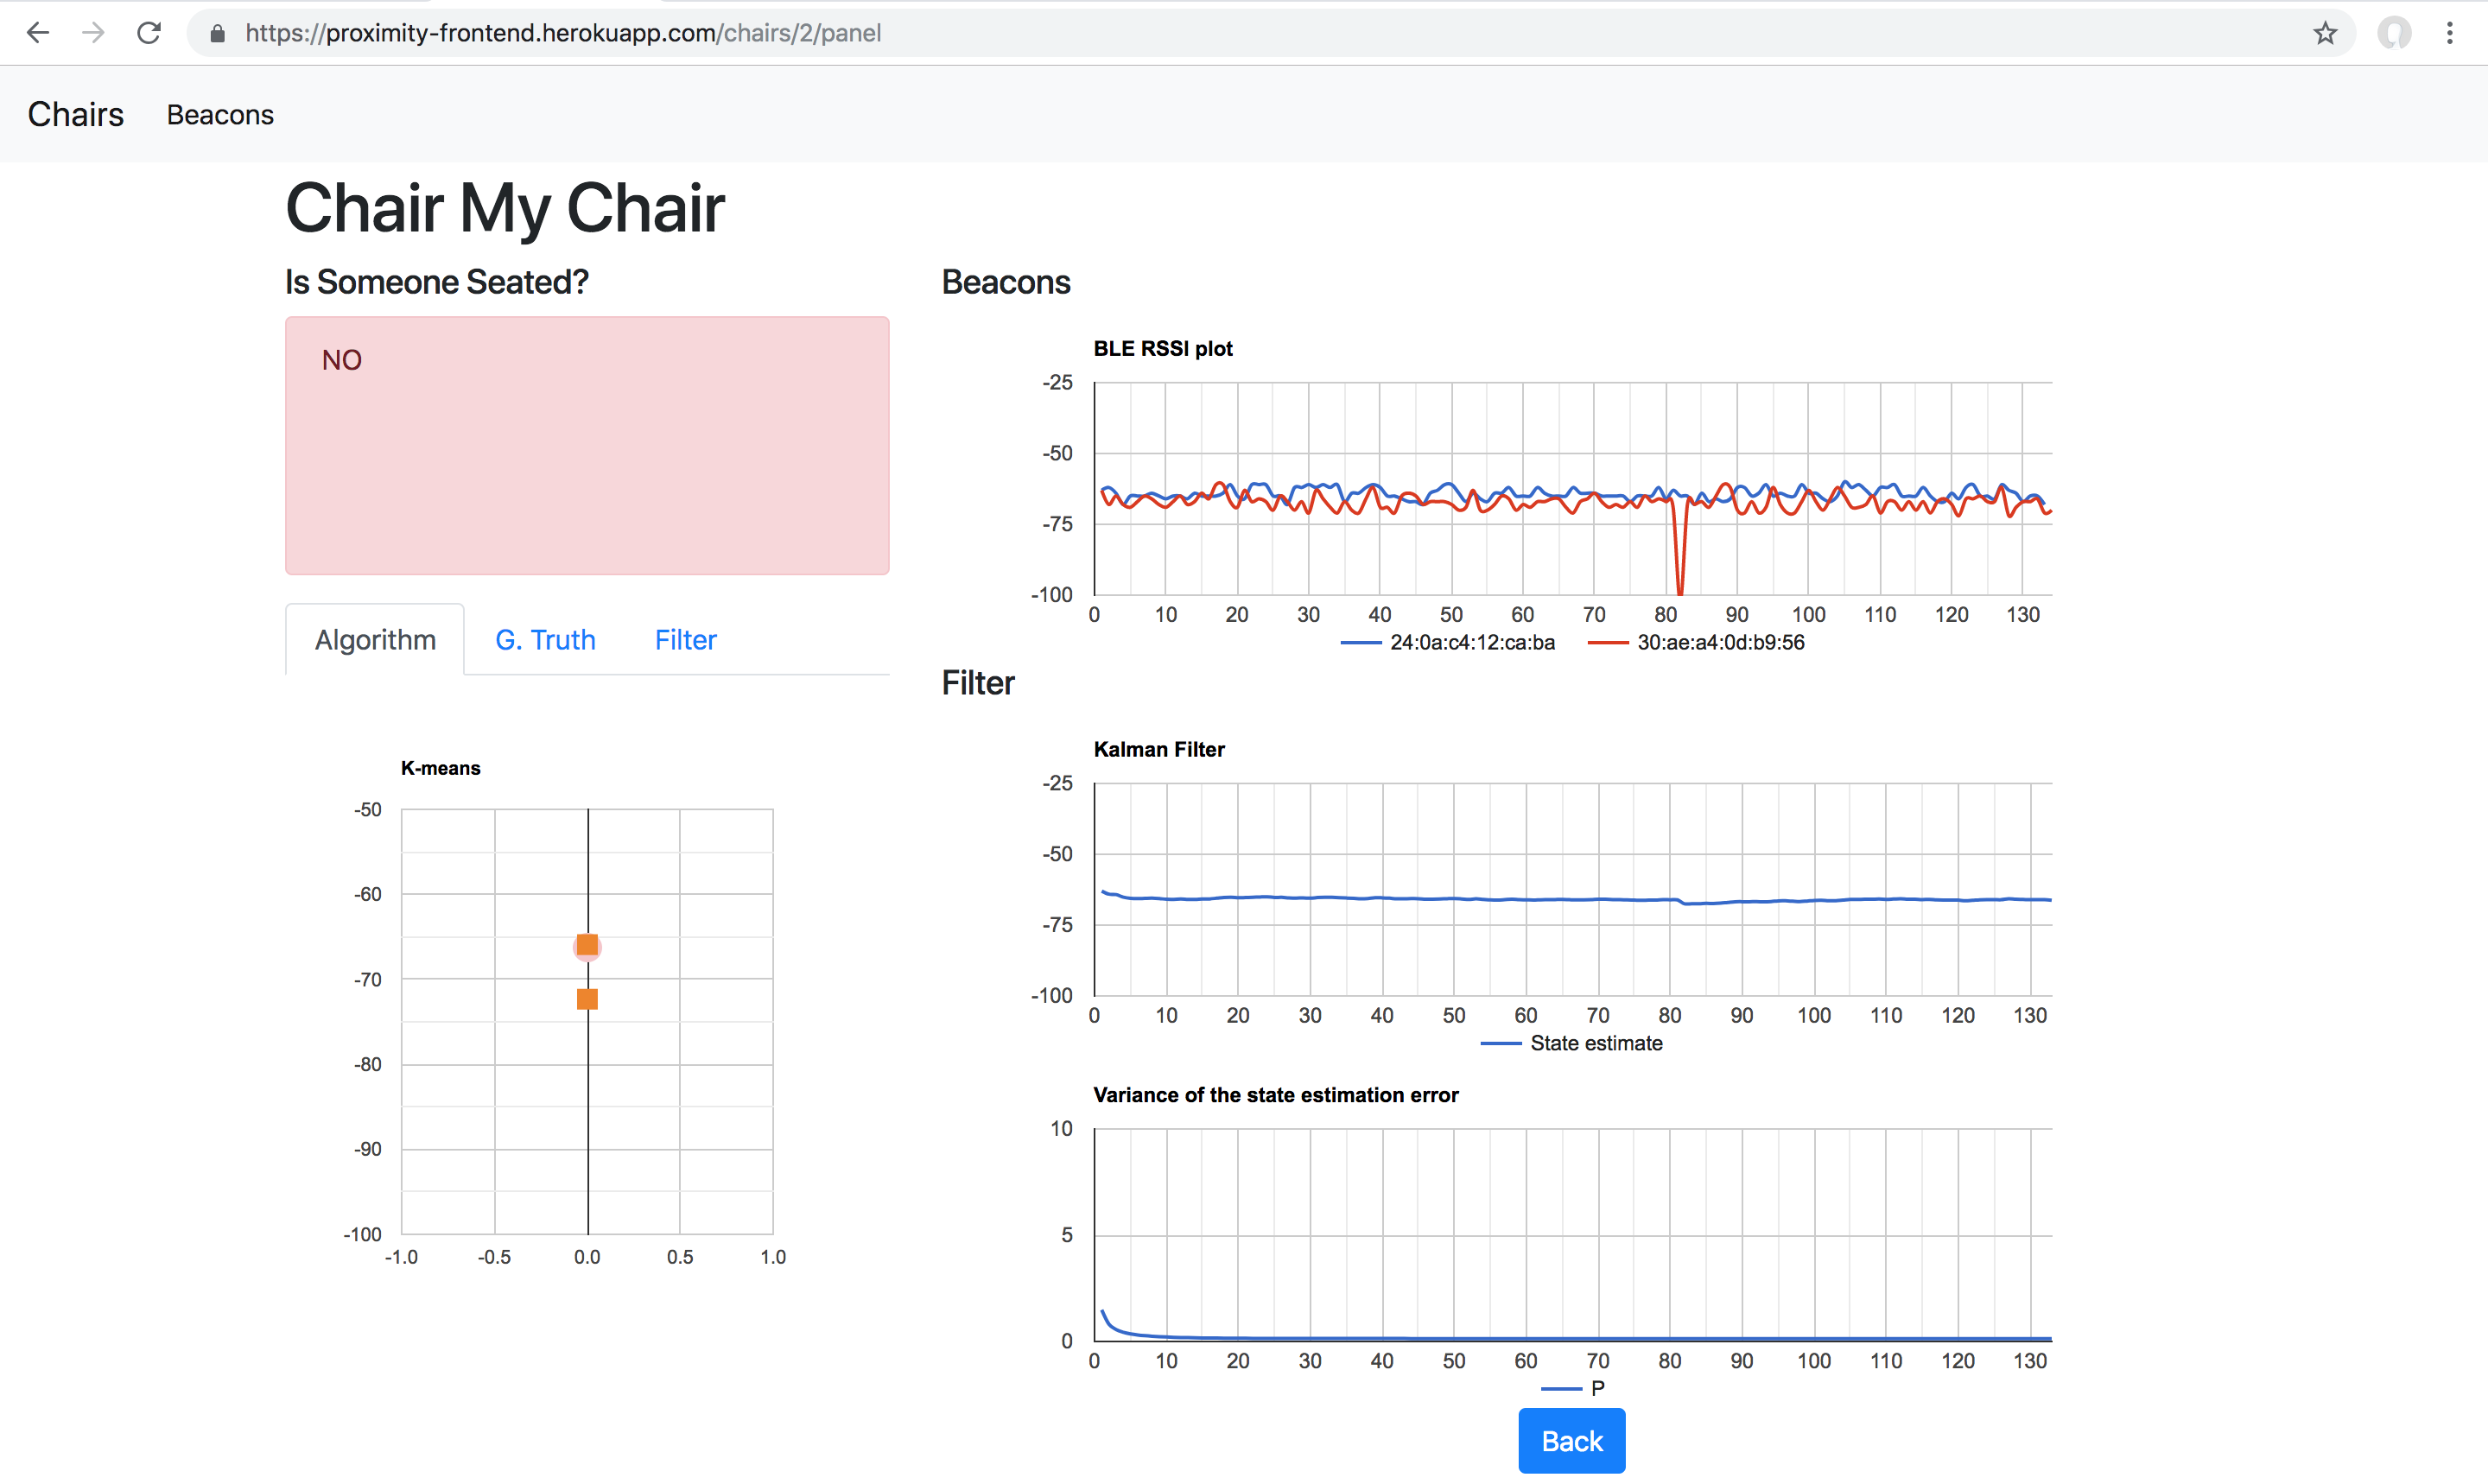 https://proximity-frontend.herokuapp.com/chairs/2/panel
Chairs Beacons
Chair My Chair
Is Someone Seated?
NO
Algorithm G. Truth Filter
K-means
-50
-60
-70
-80
-90
-100
-1.0 -0.5 0.0 0.5 1.0
Beacons
BLE RSSI plot
-25
-50
-75
-100
0 10 20 30 40 50 60 70 80 90 100 110 120 130
24:0a:c4:12:ca:ba 30:ae:a4:0d:b9:56
Filter
Kalman Filter
-25
-50
-75
-100
0 10 20 30 40 50 60 70 80 90 100 110 120 130
State estimate
Variance of the state estimation error
10
5
0
0 10 20 30 40 50 60 70 80 90 100 110 120 130
P
Back